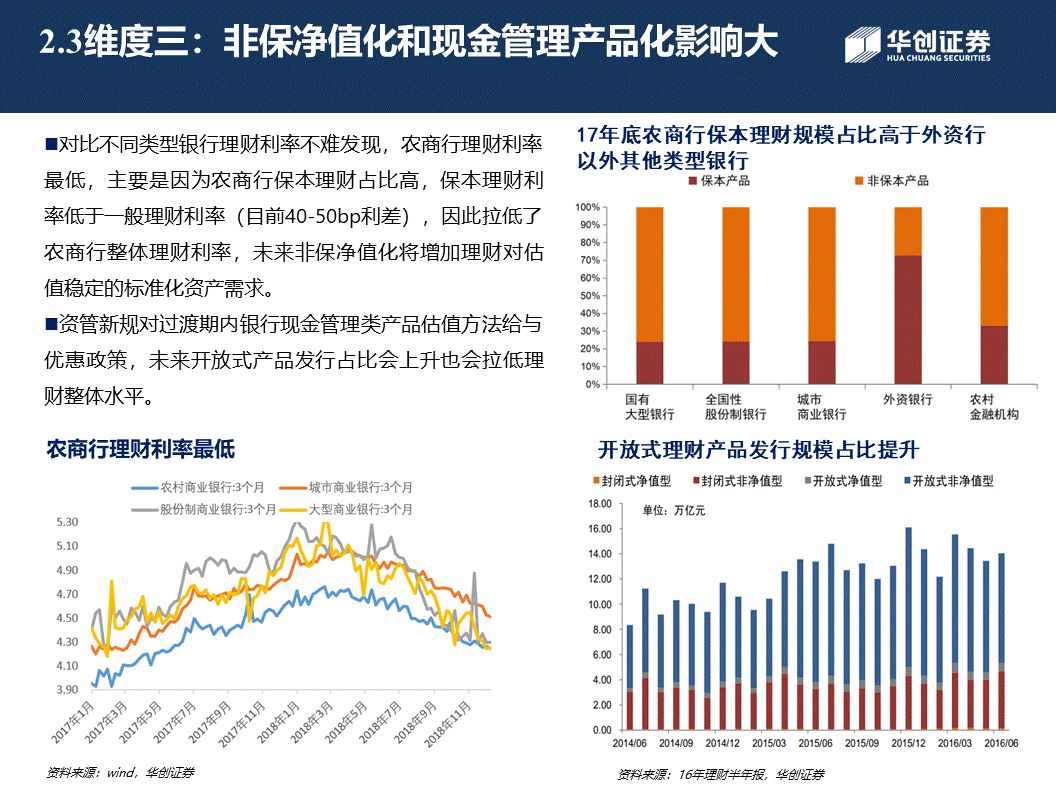 2.3维度三：非保净值化和现金管理产品化影响大
华创证券
HUA CHUANG SECURITIES
■对比不同类型银行理财利率不难发现，农商行理财利率
最低，主要是因为农商行保本理财占比高，保本理财利
率低于一般理财利率（目前40-50bp利差），因此拉低了
农商行整体理财利率，未来非保净值化将增加理财对估
值稳定的标准化资产需求。
■资管新规对过渡期内银行现金管理类产品估值方法给与
优惠政策，未来开放式产品发行占比会上升也会拉低理
财整体水平。
17年底农商行保本理财规模占比高于外资行
以外其他类型银行
保本产品 非保本产品
100%
90%
80%
70%
60%
50%
40%
30%
20%
10%
0%
国有 全国性 城市 外资银行 农村
大型银行 股份制银行 商业银行 金融机构
农商行理财利率最低
农村商业银行:3个月 城市商业银行:3个月
股份制商业银行:3个月 大型商业银行:3个月
5.30
5.10
4.90
4.70
4.50
4.30
4.10
3.90
2017年1月 2017年3月 2017年5月 2017年7月 2017年9月 2017年11月 2018年1月 2018年3月 2018年5月 2018年7月 2018年9月 2018年11月
资料来源：wind，华创证券
开放式理财产品发行规模占比提升
封闭式净值型 封闭式非净值型 开放式净值型 开放式非净值型
单位：万亿元
18.00
16.00
14.00
12.00
10.00
8.00
6.00
4.00
2.00
0.00
2014/06 2014/09 2014/12 2015/03 2015/06 2015/09 2015/12 2016/03 2016/06
资料来源：16年理财半年报，华创证券